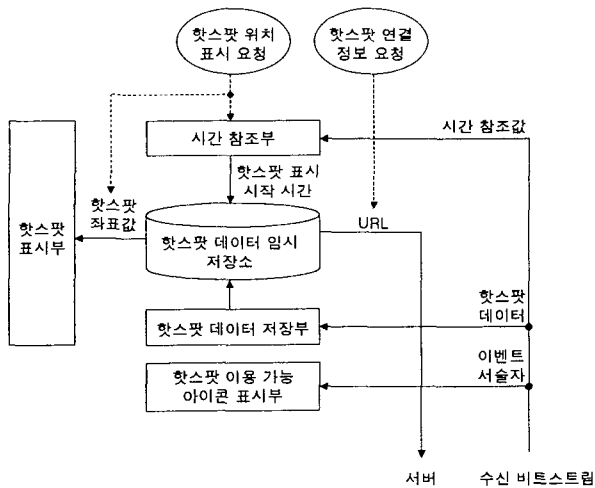 핫스팟 위치
표시 요청
핫스팟 연결
정보 요청
시간 참조부
시간 참조값
핫스팟 표시
시작 시간
핫스팟
좌표값
핫스팟
표시부
핫스팟 데이터 임시
저장소
URL
핫스팟
데이터
핫스팟 데이터 저장부
이벤트
서술자
핫스팟 이용 가능
아이콘 표시부
서버
수신 비트스트림